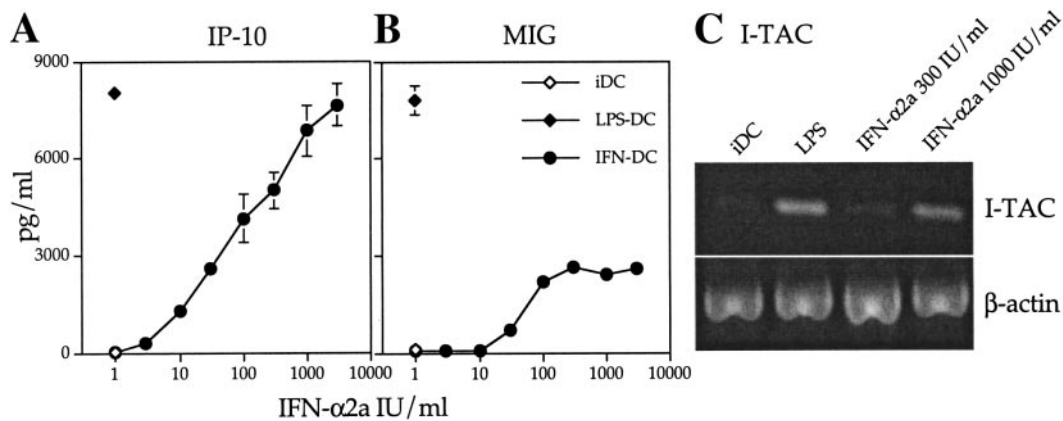 A IP-10
B MIG
C I-TAC
9000
6000
3000
0
pg/ml
1 10 100 1000 10000
1 10 100 1000 10000
IFN-α2a IU/ml
iDC
LPS-DC
IFN-DC
iDC
LPS
IFN-α2a 300 IU/ml
IFN-α2a 1000 IU/ml
I-TAC
β-actin